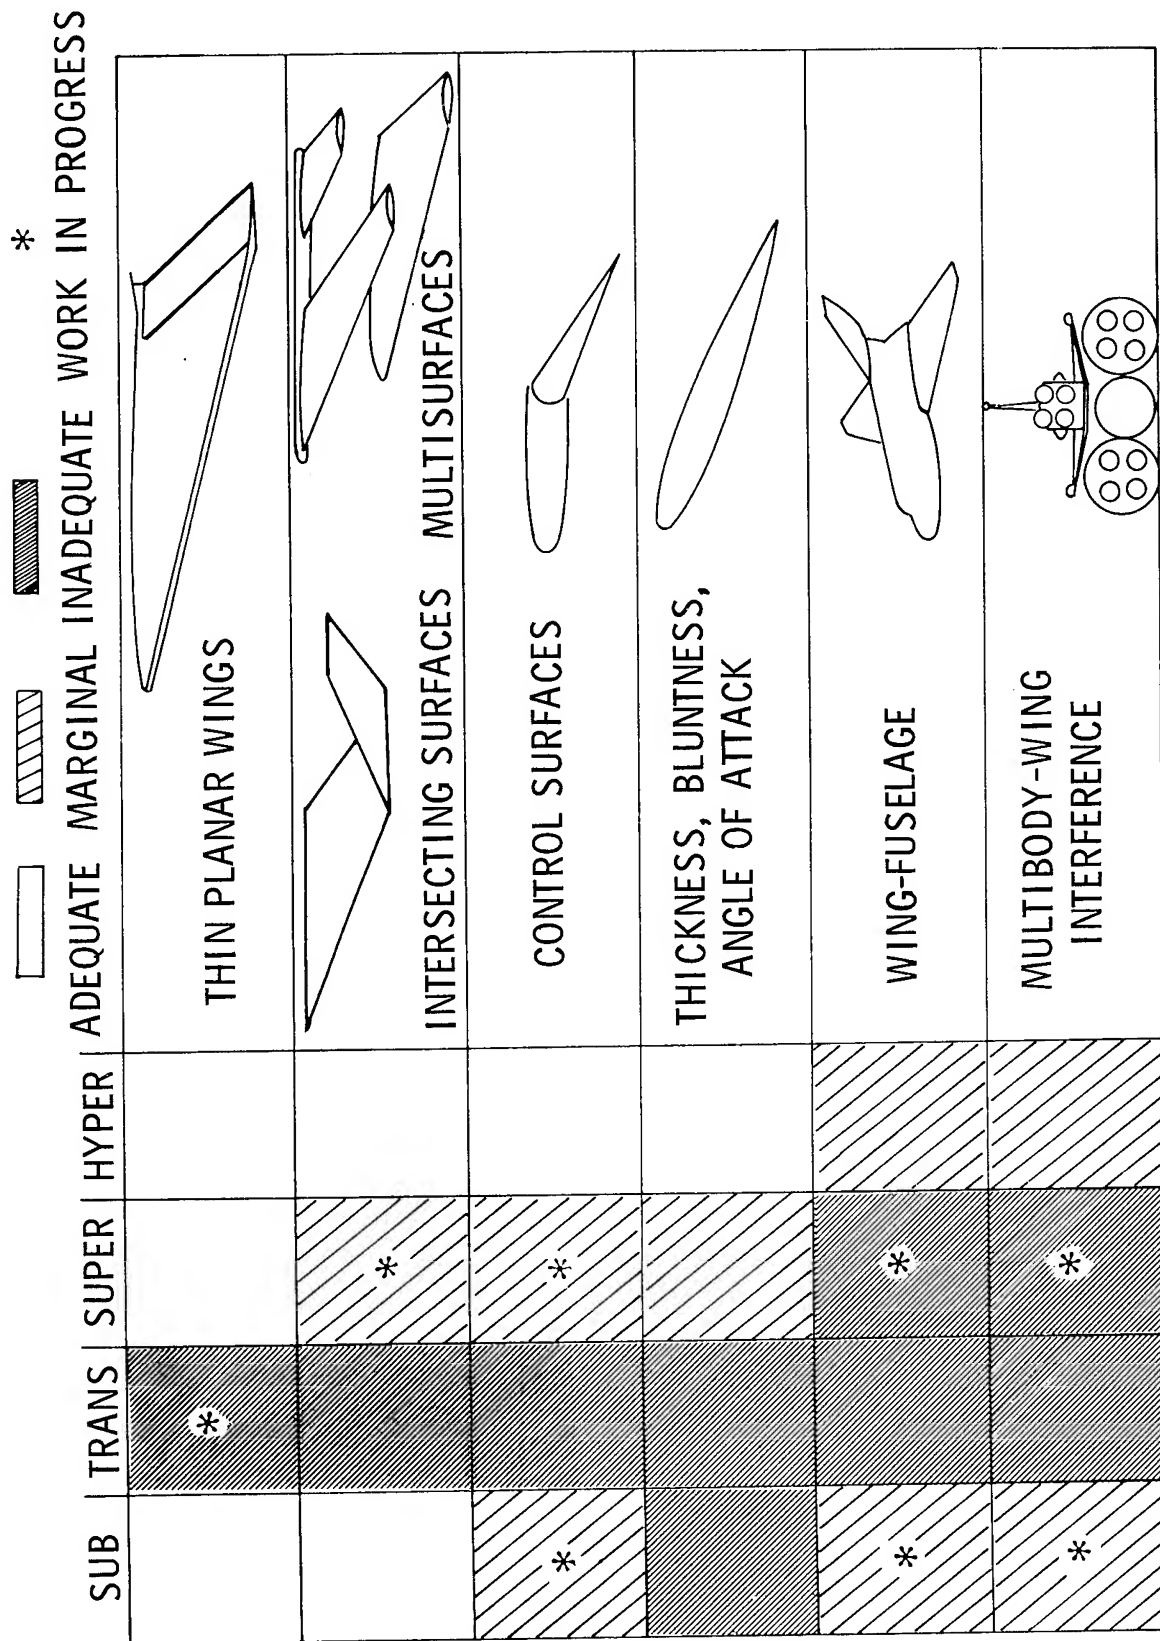 *
ADEQUATE MARGINAL INADEQUATE WORK IN PROGRESS
SUB TRANS SUPER HYPER
THIN PLANAR WINGS
*
INTERSECTING SURFACES MULTISURFACES
*
CONTROL SURFACES
* *
THICKNESS, BLUNTNESS,
ANGLE OF ATTACK
WING-FUSELAGE
* *
MULTIBODY-WING
INTERFERENCE
* *